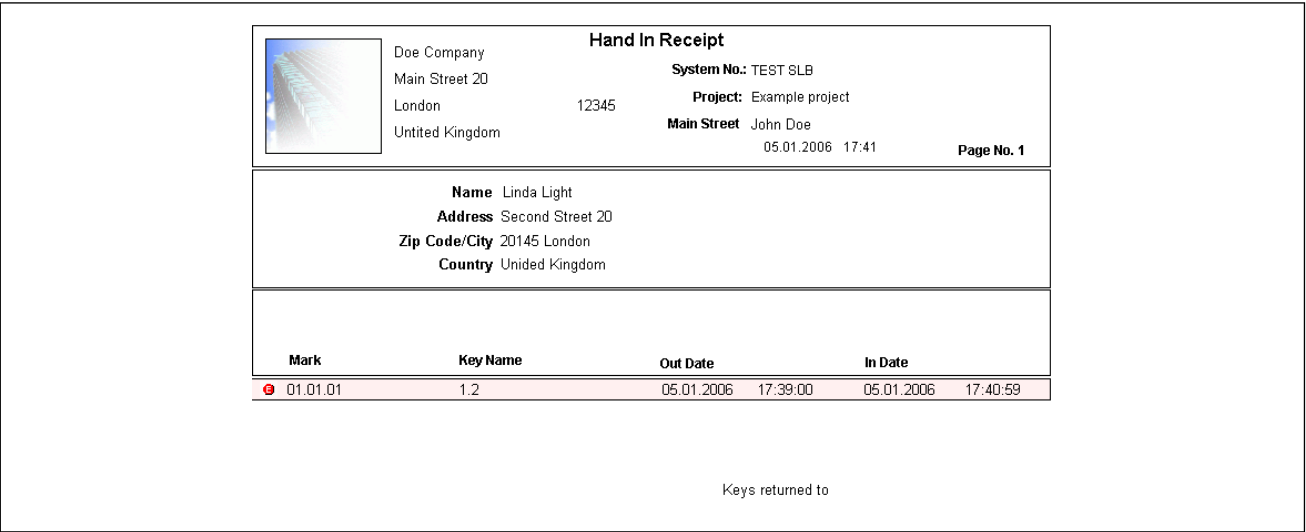 Hand In Receipt
Doe Company
System No.: TEST SLB
Main Street 20
Project: Example project
London 12345
Main Street John Doe
Untited Kingdom
05.01.2006 17:41
Page No. 1
Name Linda Light
Address Second Street 20
Zip Code/City 20145 London
Country Unided Kingdom
Mark Key Name Out Date In Date
E 01.01.01 1.2 05.01.2006 17:39:00 05.01.2006 17:40:59
Keys returned to